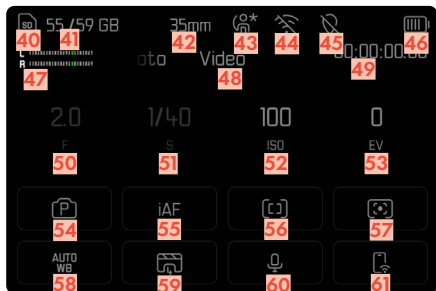 SD 55/59 GB 35mm
40 41 42 43 44 45 46
L
R oto Video 00:00:00.00
47 48 49
2.0 1/40 100 0
F S ISO EV
50 51 52 53
P iAF
54 55 56 57
AUTO
WB
58 59 60 61